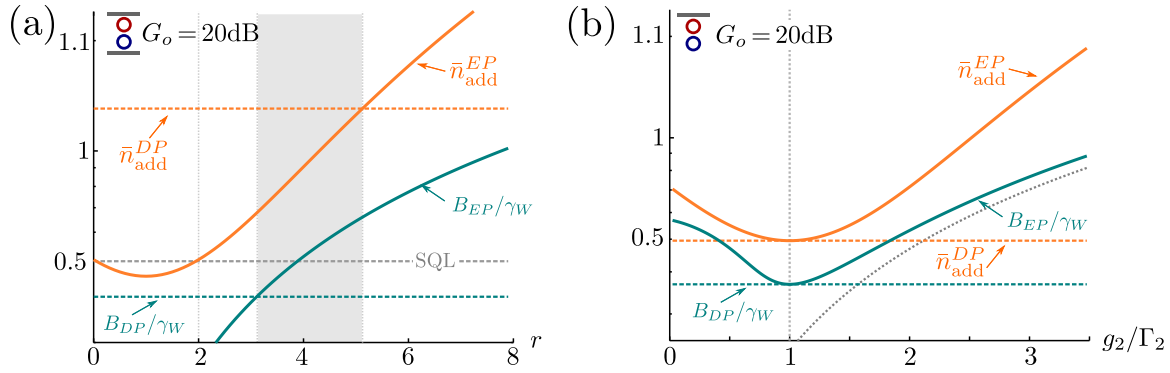 (a)
G_o = 20dB
1.1
1
0.5
n̄_add^EP
n̄_add^DP
B_EP/γ_W
SQL
B_DP/γ_W
0
2
4
6
8
r
(b)
G_o = 20dB
1.1
1
0.5
n̄_add^EP
B_EP/γ_W
n̄_add^DP
B_DP/γ_W
0
1
2
3
g_2/Γ_2